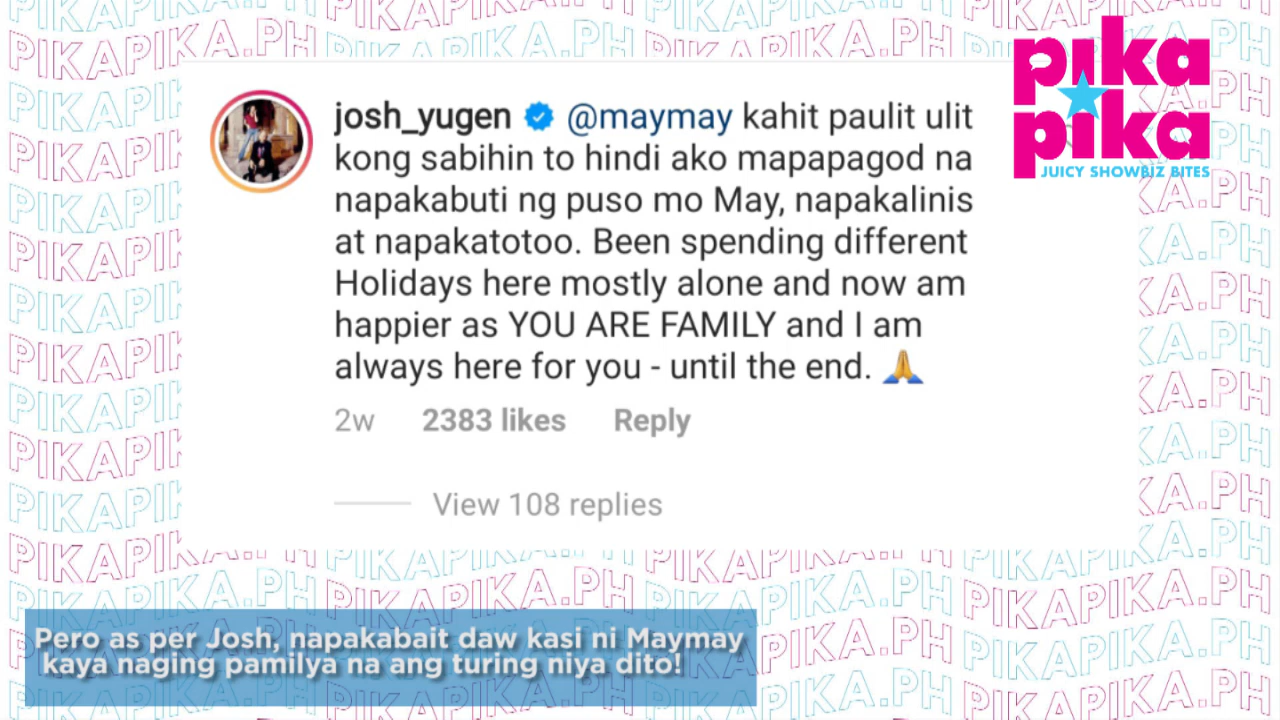 pika
pika
JUICY SHOWBIZ BITES
josh_yugen @maymay kahit paulit ulit
kong sabihin to hindi ako mapapagod na
napakabuti ng puso mo May, napakalinis
at napakatotoo. Been spending different
Holidays here mostly alone and now am
happier as YOU ARE FAMILY and I am
always here for you - until the end. 🙏
2w 2383 likes Reply
View 108 replies
Pero as per Josh, napakabait daw kasi ni Maymay
kaya naging pamilya na ang turing niya dito!
PIKAPIKA.PH